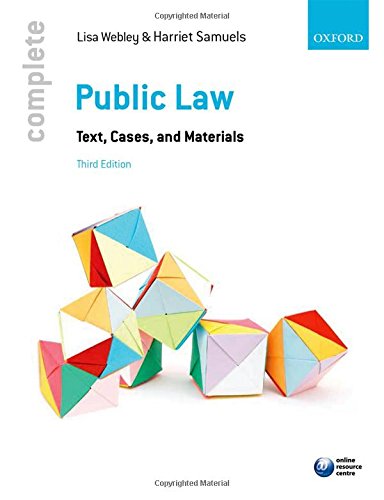 Copyrighted Material
Lisa Webley & Harriet Samuels
OXFORD
complete
Public Law
Text, Cases, and Materials
Third Edition
online
resource
centre
Copyrighted Material